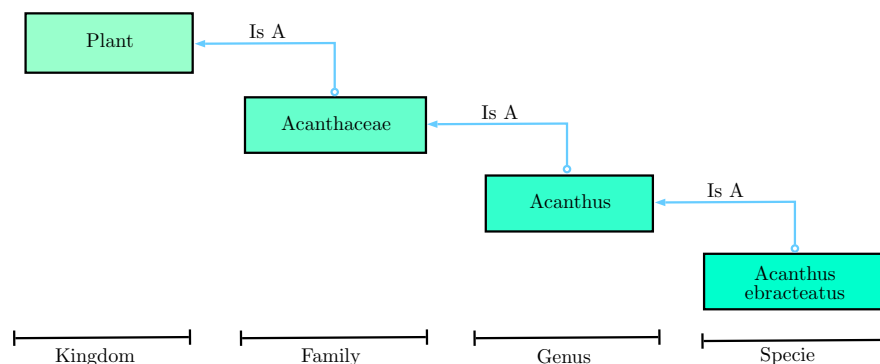 Plant
Is A
Acanthaceae
Is A
Acanthus
Is A
Acanthus
ebracteatus
Kingdom
Family
Genus
Specie